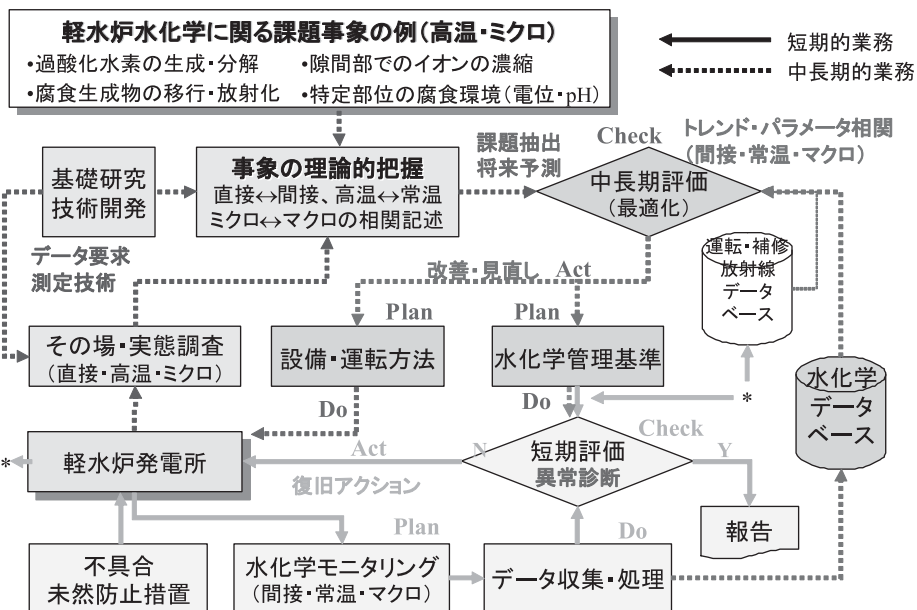 軽水炉水化学に関る課題事象の例(高温・ミクロ)
・過酸化水素の生成・分解 ・隙間部でのイオンの濃縮
・腐食生成物の移行・放射化 ・特定部位の腐食環境(電位・pH)
短期的業務
中長期的業務
基礎研究
技術開発
事象の理論的把握
直接↔間接、高温↔常温
ミクロ↔マクロの相関記述
課題抽出
将来予測
Check
中長期評価
(最適化)
トレンド・パラメータ相関
(間接・常温・マクロ)
データ要求
測定技術
改善・見直し Act
運転・補修
放射線
データ
ベース
Plan
Plan
その場・実態調査
(直接・高温・ミクロ)
設備・運転方法
水化学管理基準
水化学
データ
ベース
Do
Do
*
*
軽水炉発電所
Act
復旧アクション
N
短期評価
異常診断
Check
Y
報告
Plan
Do
不具合
未然防止措置
水化学モニタリング
(間接・常温・マクロ)
データ収集・処理